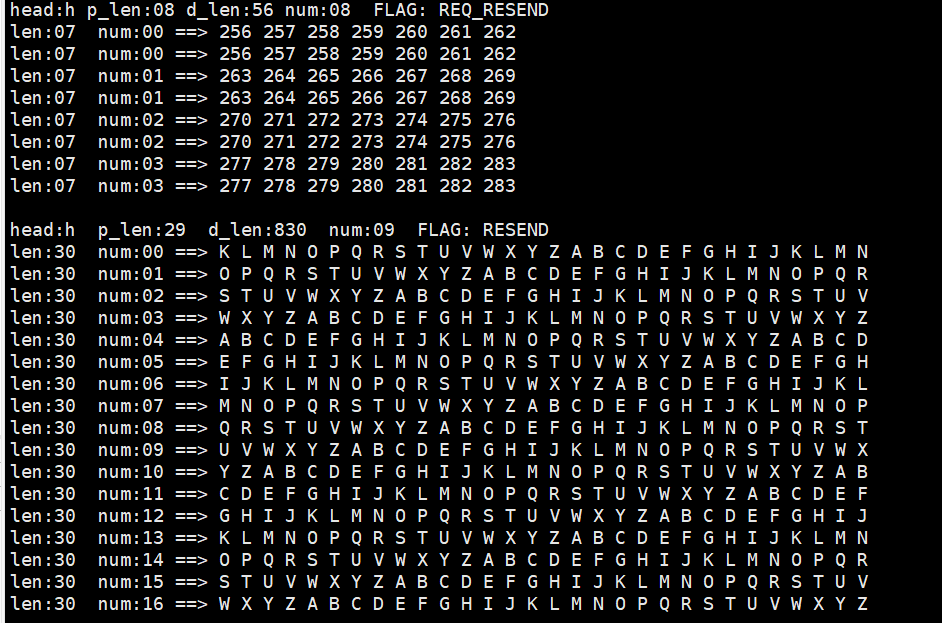 head:h p_len:08 d_len:56 num:08  FLAG: REQ_RESEND
len:07  num:00 ==> 256 257 258 259 260 261 262
len:07  num:00 ==> 256 257 258 259 260 261 262
len:07  num:01 ==> 263 264 265 266 267 268 269
len:07  num:01 ==> 263 264 265 266 267 268 269
len:07  num:02 ==> 270 271 272 273 274 275 276
len:07  num:02 ==> 270 271 272 273 274 275 276
len:07  num:03 ==> 277 278 279 280 281 282 283
len:07  num:03 ==> 277 278 279 280 281 282 283
head:h  p_len:29  d_len:830  num:09  FLAG: RESEND
len:30  num:00 ==> K L M N O P Q R S T U V W X Y Z A B C D E F G H I J K L M N
len:30  num:01 ==> O P Q R S T U V W X Y Z A B C D E F G H I J K L M N O P Q R
len:30  num:02 ==> S T U V W X Y Z A B C D E F G H I J K L M N O P Q R S T U V
len:30  num:03 ==> W X Y Z A B C D E F G H I J K L M N O P Q R S T U V W X Y Z
len:30  num:04 ==> A B C D E F G H I J K L M N O P Q R S T U V W X Y Z A B C D
len:30  num:05 ==> E F G H I J K L M N O P Q R S T U V W X Y Z A B C D E F G H
len:30  num:06 ==> I J K L M N O P Q R S T U V W X Y Z A B C D E F G H I J K L
len:30  num:07 ==> M N O P Q R S T U V W X Y Z A B C D E F G H I J K L M N O P
len:30  num:08 ==> Q R S T U V W X Y Z A B C D E F G H I J K L M N O P Q R S T
len:30  num:09 ==> U V W X Y Z A B C D E F G H I J K L M N O P Q R S T U V W X
len:30  num:10 ==> Y Z A B C D E F G H I J K L M N O P Q R S T U V W X Y Z A B
len:30  num:11 ==> C D E F G H I J K L M N O P Q R S T U V W X Y Z A B C D E F
len:30  num:12 ==> G H I J K L M N O P Q R S T U V W X Y Z A B C D E F G H I J
len:30  num:13 ==> K L M N O P Q R S T U V W X Y Z A B C D E F G H I J K L M N
len:30  num:14 ==> O P Q R S T U V W X Y Z A B C D E F G H I J K L M N O P Q R
len:30  num:15 ==> S T U V W X Y Z A B C D E F G H I J K L M N O P Q R S T U V
len:30  num:16 ==> W X Y Z A B C D E F G H I J K L M N O P Q R S T U V W X Y Z